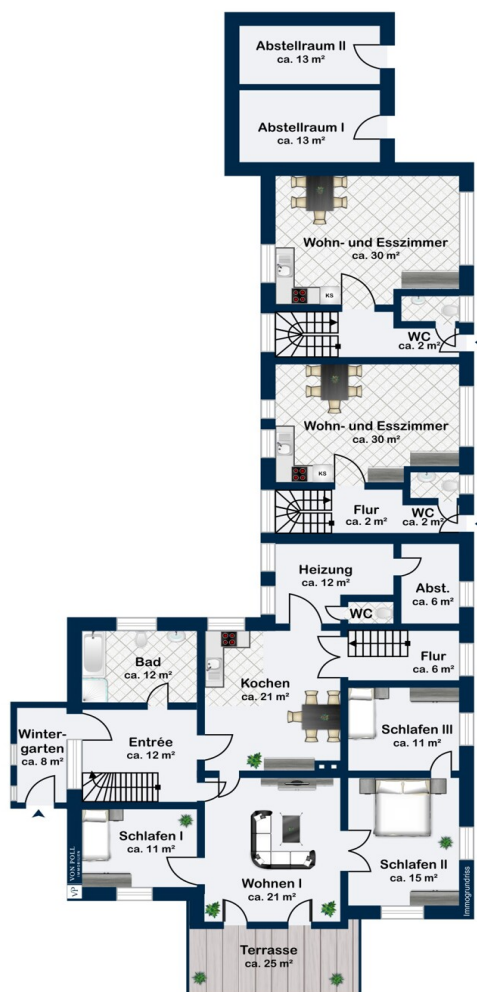 Abstellraum II
ca. 13 m²
Abstellraum I
ca. 13 m²
Wohn- und Esszimmer
ca. 30 m²
KS
WC
ca. 2 m²
Wohn- und Esszimmer
ca. 30 m²
KS
Flur
ca. 2 m²
WC
ca. 2 m²
Heizung
ca. 12 m²
Abst.
ca. 6 m²
WC
Bad
ca. 12 m²
Kochen
ca. 21 m²
Flur
ca. 6 m²
Winter-
garten
ca. 8 m²
Entrée
ca. 12 m²
Schlafen III
ca. 11 m²
Schlafen I
ca. 11 m²
Wohnen I
ca. 21 m²
Schlafen II
ca. 15 m²
VP
VON POLL
IMMOBILIEN
Immogrundriss
Terrasse
ca. 25 m²